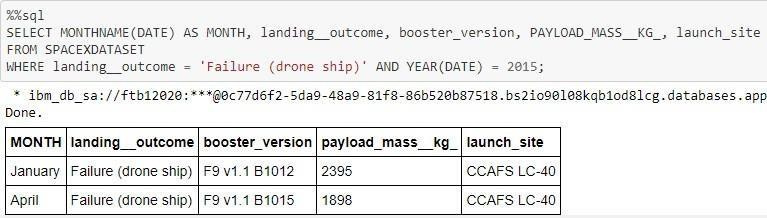 %%sql
SELECT MONTHNAME(DATE) AS MONTH, landing__outcome, booster_version, PAYLOAD_MASS__KG_, launch_site
FROM SPACEXDATASET
WHERE landing__outcome = 'Failure (drone ship)' AND YEAR(DATE) = 2015;
* ibm_db_sa://ftb12020:***@0c77d6f2-5da9-48a9-81f8-86b520b87518.bs2io90l08kqb1od8lcg.databases.app
Done.
MONTH landing__outcome booster_version payload_mass__kg_ launch_site
January Failure (drone ship) F9 v1.1 B1012 2395 CCAFS LC-40
April Failure (drone ship) F9 v1.1 B1015 1898 CCAFS LC-40